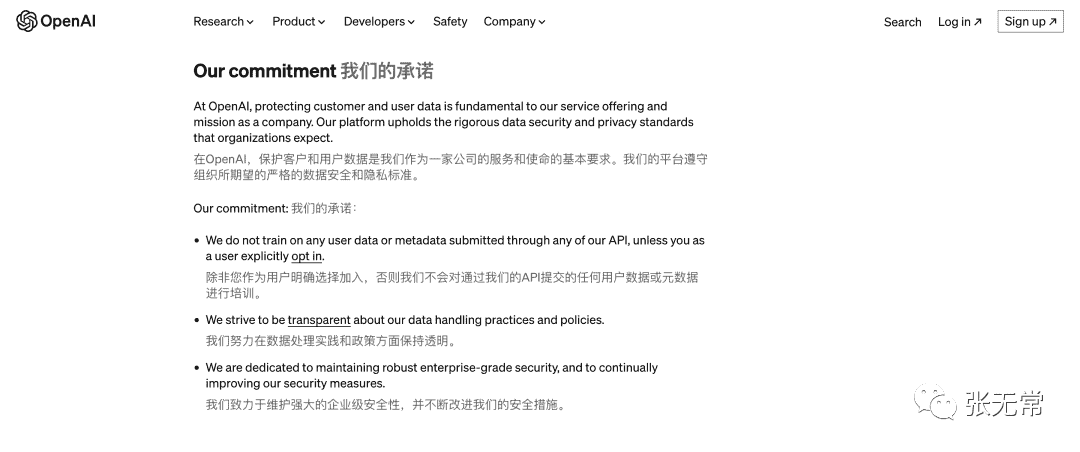 OpenAI
Research Product Developers Safety Company
Search Log in ↗ Sign up ↗
Our commitment 我们的承诺
At OpenAI, protecting customer and user data is fundamental to our service offering and
mission as a company. Our platform upholds the rigorous data security and privacy standards
that organizations expect.
在OpenAI，保护客户和用户数据是我们作为一家公司的服务和使命的基本要求。我们的平台遵守
组织所期望的严格的数据安全和隐私标准。
Our commitment: 我们的承诺：
• We do not train on any user data or metadata submitted through any of our API, unless you as
a user explicitly opt in.
除非您作为用户明确选择加入，否则我们不会对通过我们的API提交的任何用户数据或元数据
进行培训。
• We strive to be transparent about our data handling practices and policies.
我们努力在数据处理实践和政策方面保持透明。
• We are dedicated to maintaining robust enterprise-grade security, and to continually
improving our security measures.
我们致力于维护强大的企业级安全性，并不断改进我们的安全措施。
张无常